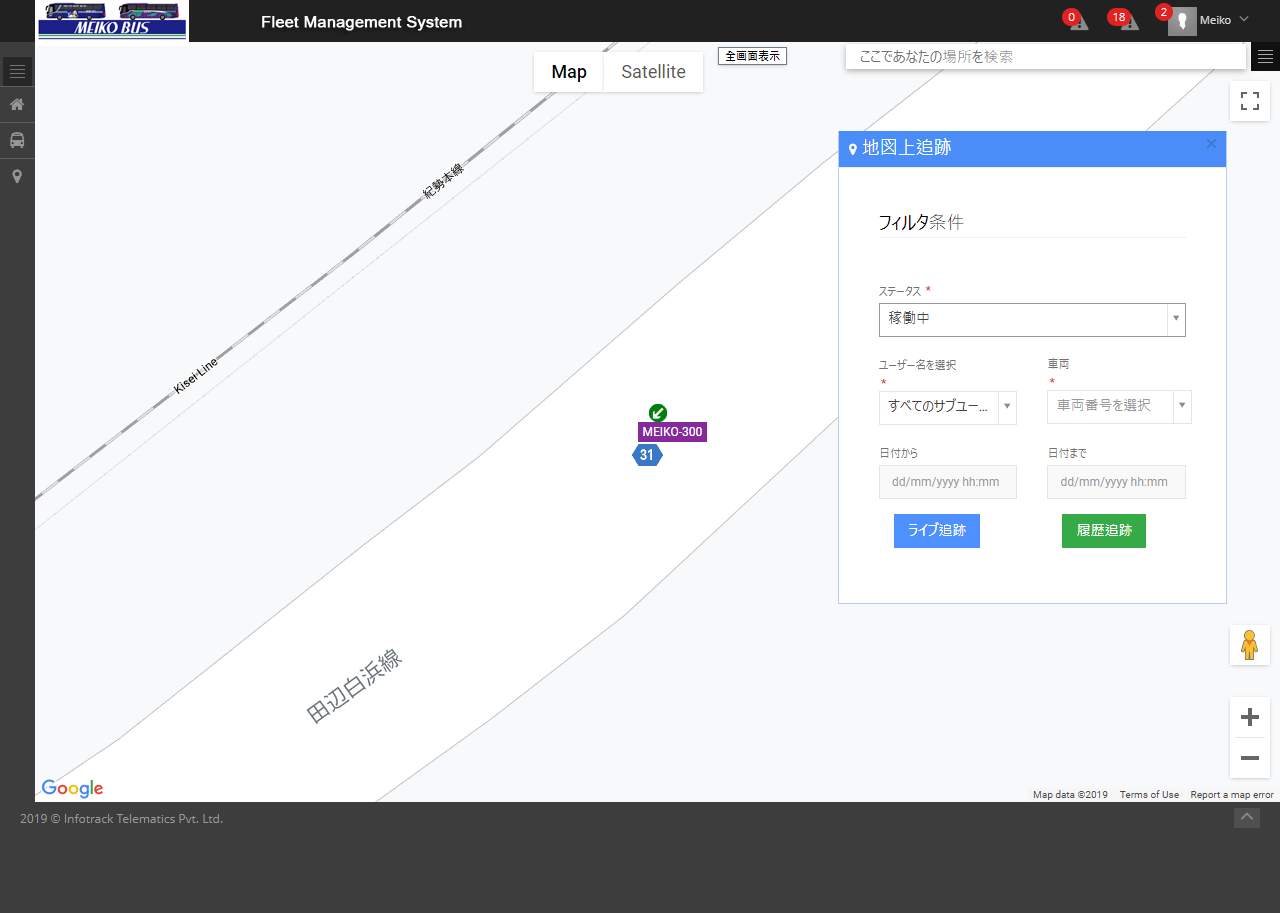 MEIKO BUS
Fleet Management System
0
18
2
Meiko
Map
Satellite
全画面表示
ここであなたの場所を検索
地図上追跡
フィルタ条件
ステータス *
稼働中
ユーザー名を選択
*
すべてのサブユー...
車両
*
車両番号を選択
日付から
dd/mm/yyyy hh:mm
日付まで
dd/mm/yyyy hh:mm
ライブ追跡
履歴追跡
紀勢本線
Kisei Line
MEIKO-300
31
田辺白浜線
Google
Map data ©2019
Terms of Use
Report a map error
2019 © Infotrack Telematics Pvt. Ltd.